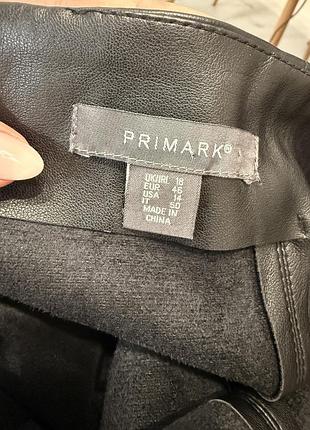 PRIMARK®
UK/IRL 18
EUR 46
USA 14
IT 50
MADE IN
CHINA